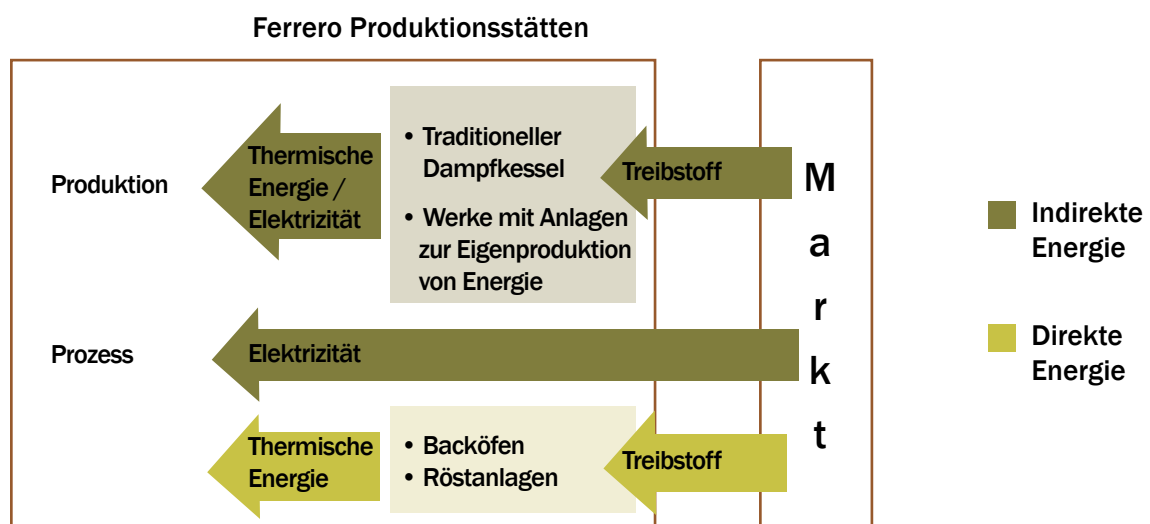 Ferrero Produktionsstätten
Produktion
Thermische
Energie /
Elektrizität
• Traditioneller
Dampfkessel
• Werke mit Anlagen
zur Eigenproduktion
von Energie
Treibstoff
Prozess
Elektrizität
Thermische
Energie
• Backöfen
• Röstanlagen
Treibstoff
M
a
r
k
t
Indirekte
Energie
Direkte
Energie